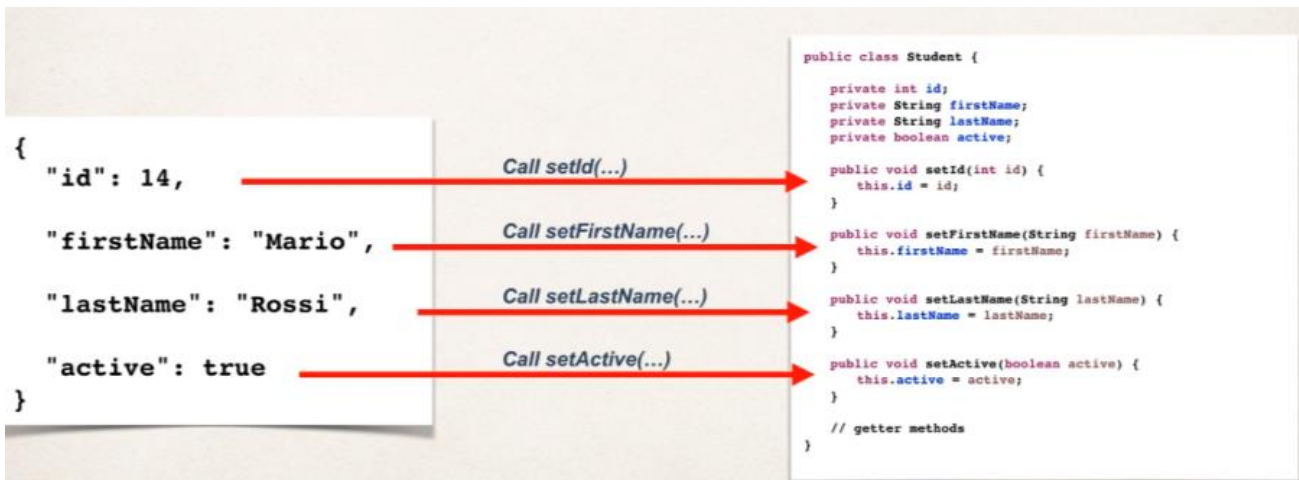 {
"id": 14,
"firstName": "Mario",
"lastName": "Rossi",
"active": true
}
Call setId(...)
Call setFirstName(...)
Call setLastName(...)
Call setActive(...)
public class Student {
private int id;
private String firstName;
private String lastName;
private boolean active;
public void setId(int id) {
this.id = id;
}
public void setFirstName(String firstName) {
this.firstName = firstName;
}
public void setLastName(String lastName) {
this.lastName = lastName;
}
public void setActive(boolean active) {
this.active = active;
}
// getter methods
}